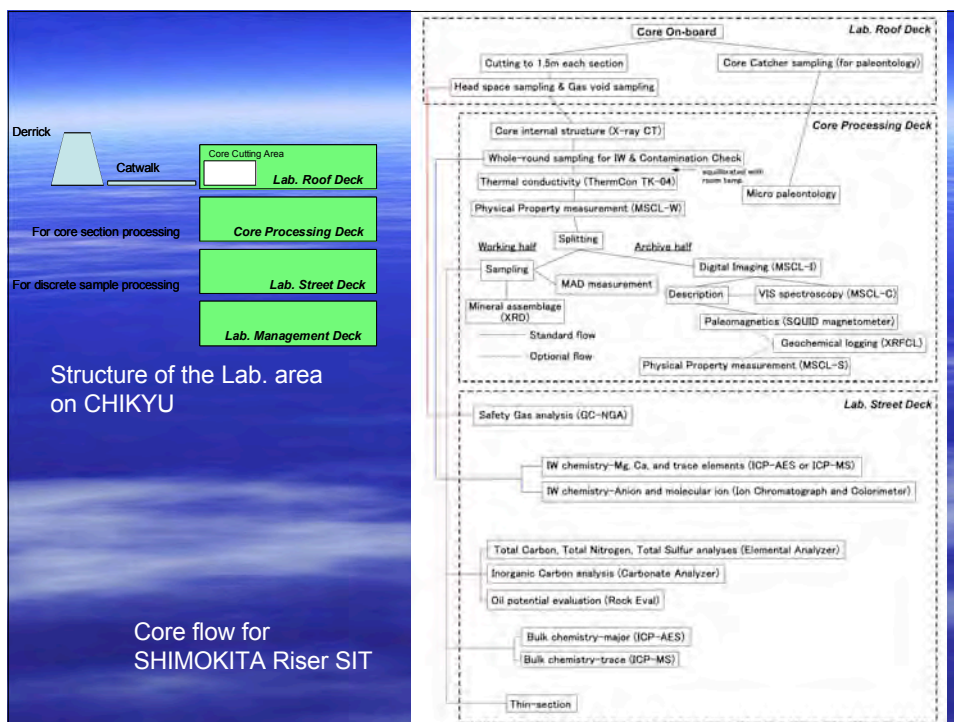 Derrick
Catwalk
Core Cutting Area
Lab. Roof Deck
For core section processing
Core Processing Deck
For discrete sample processing
Lab. Street Deck
Lab. Management Deck
Structure of the Lab. area
on CHIKYU
Core flow for
SHIMOKITA Riser SIT
Lab. Roof Deck
Core On-board
Cutting to 1.5m each section
Core Catcher sampling (for paleontology)
Head space sampling & Gas void sampling
Core Processing Deck
Core internal structure (X-ray CT)
Whole-round sampling for IW & Contamination Check
equilibrated with
room temp.
Thermal conductivity (ThermCon TK-04)
Micro paleontology
Physical Property measurement (MSCL-W)
Splitting
Working half
Archive half
Sampling
Digital Imaging (MSCL-I)
MAD measurement
Description
VIS spectroscopy (MSCL-C)
Mineral assemblage
(XRD)
Paleomagnetics (SQUID magnetometer)
Standard flow
Geochemical logging (XRFCL)
Optional flow
Physical Property measurement (MSCL-S)
Lab. Street Deck
Safety Gas analysis (GC-NGA)
IW chemistry-Mg, Ca, and trace elements (ICP-AES or ICP-MS)
IW chemistry-Anion and molecular ion (Ion Chromatograph and Colorimeter)
Total Carbon, Total Nitrogen, Total Sulfur analyses (Elemental Analyzer)
Inorganic Carbon analysis (Carbonate Analyzer)
Oil potential evaluation (Rock Eval)
Bulk chemistry-major (ICP-AES)
Bulk chemistry-trace (ICP-MS)
Thin-section